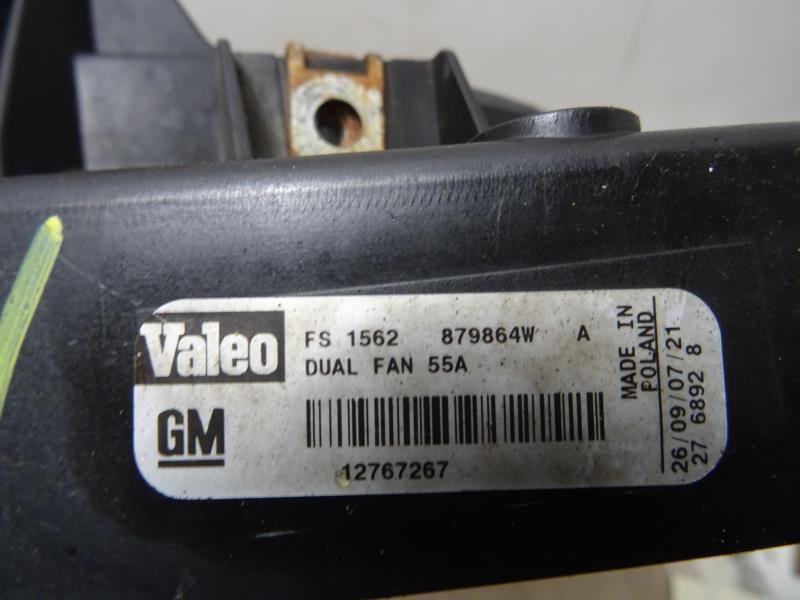 Valeo
FS 1562 879864W A
DUAL FAN 55A
GM
12767267
MADE IN
POLAND
26/09/07/21
27 6892 8